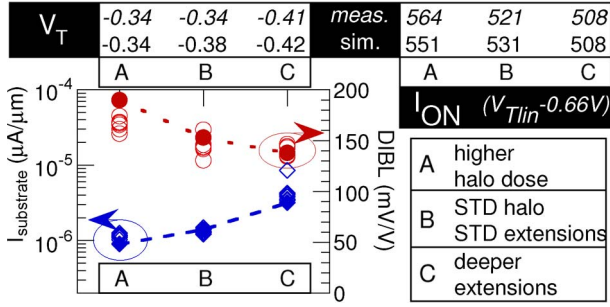 V_T -0.34 -0.34 -0.41 meas. 564 521 508
-0.34 -0.38 -0.42 sim. 551 531 508
A B C A B C
I_ON (V_Tlin-0.66V)
10^-4
10^-5
10^-6
I_substrate (μA/μm)
200
150
100
50
0
DIBL (mV/V)
A B C
A higher
halo dose
B STD halo
STD extensions
C deeper
extensions